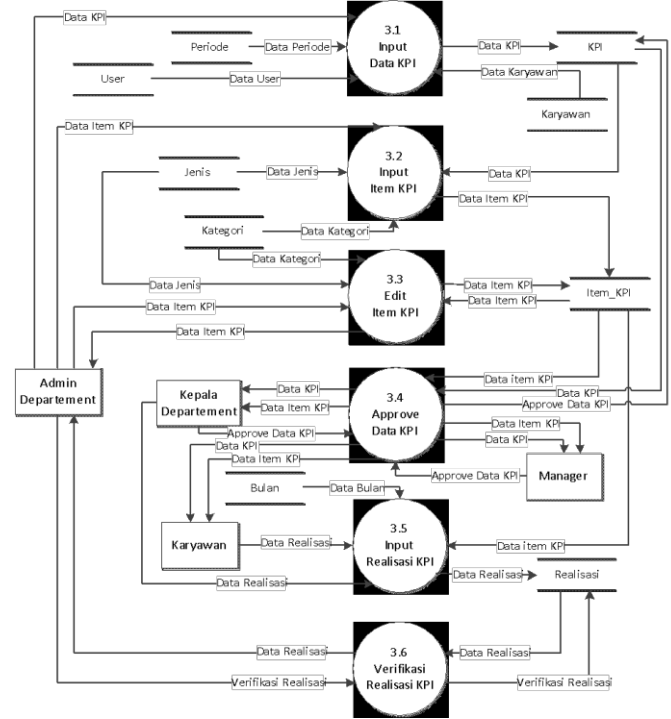 Data KPI
3.1
Input
Data KPI
Periode
Data Periode
Data KPI
KPI
User
Data User
Data Karyawan
Karyawan
Data Item KPI
3.2
Input
Item KPI
Jenis
Data Jenis
Data KPI
Data Item KPI
Kategori
Data Kategori
Data Kategori
3.3
Edit
Item KPI
Data Jenis
Data Item KPI
Item_KPI
Data Item KPI
Data Item KPI
Data Item KPI
Admin
Departement
Kepala
Departement
Data KPI
Data Item KPI
Approve Data KPI
3.4
Approve
Data KPI
Data item KPI
Data KPI
Approve Data KPI
Data Item KPI
Data KPI
Data KPI
Data Item KPI
Approve Data KPI
Manager
Bulan
Data Bulan
3.5
Input
Realisasi KPI
Karyawan
Data Realisasi
Data item KPI
Data Realisasi
Data Realisasi
Realisasi
3.6
Verifikasi
Realisasi KPI
Data Realisasi
Data Realisasi
Verifikasi Realisasi
Verifikasi Realisasi